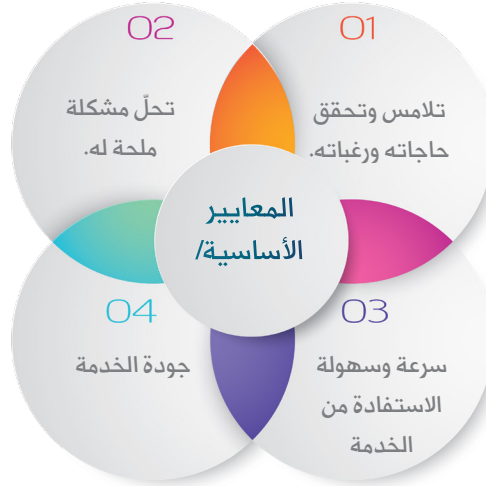 المعايير
الأساسية/
01
تلامس وتحقق
حاجاته ورغباته.
02
تحلّ مشكلة
ملحة له.
03
سرعة وسهولة
الاستفادة من
الخدمة
04
جودة الخدمة